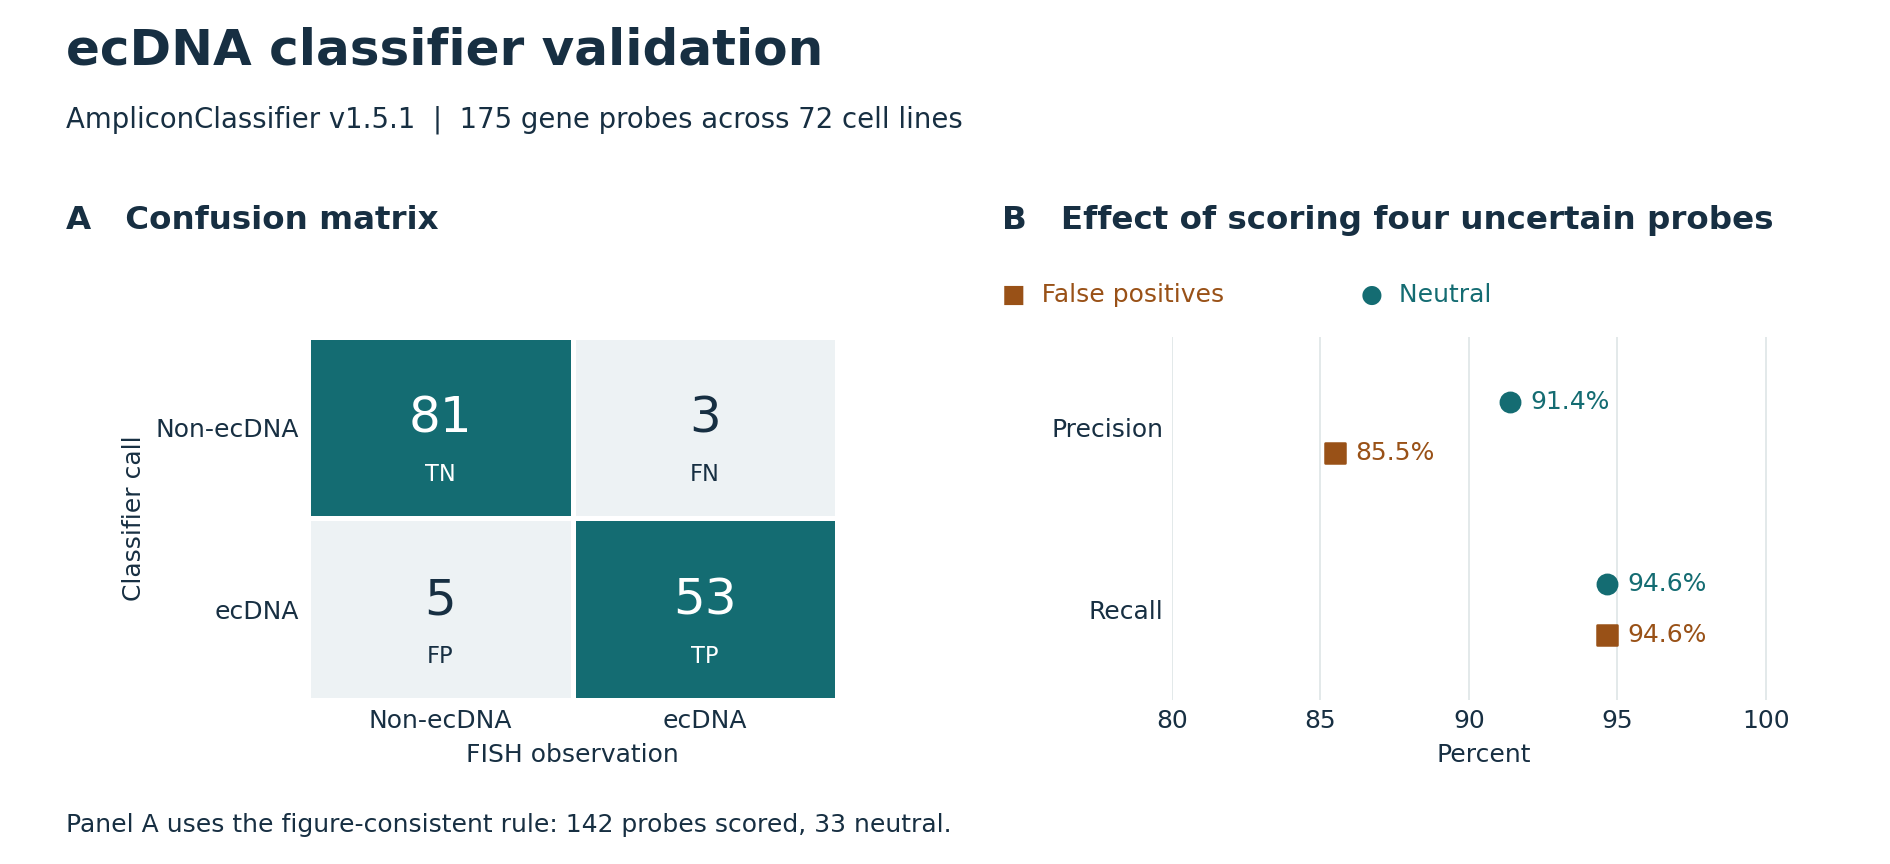 ecDNA classifier validation
AmpliconClassifier v1.5.1 | 175 gene probes across 72 cell lines
A Confusion matrix
Classifier call
Non-ecDNA
81
TN
3
FN
ecDNA
5
FP
53
TP
Non-ecDNA ecDNA
FISH observation
B Effect of scoring four uncertain probes
False positives Neutral
Precision
91.4%
85.5%
Recall
94.6%
94.6%
80 85 90 95 100
Percent
Panel A uses the figure-consistent rule: 142 probes scored, 33 neutral.